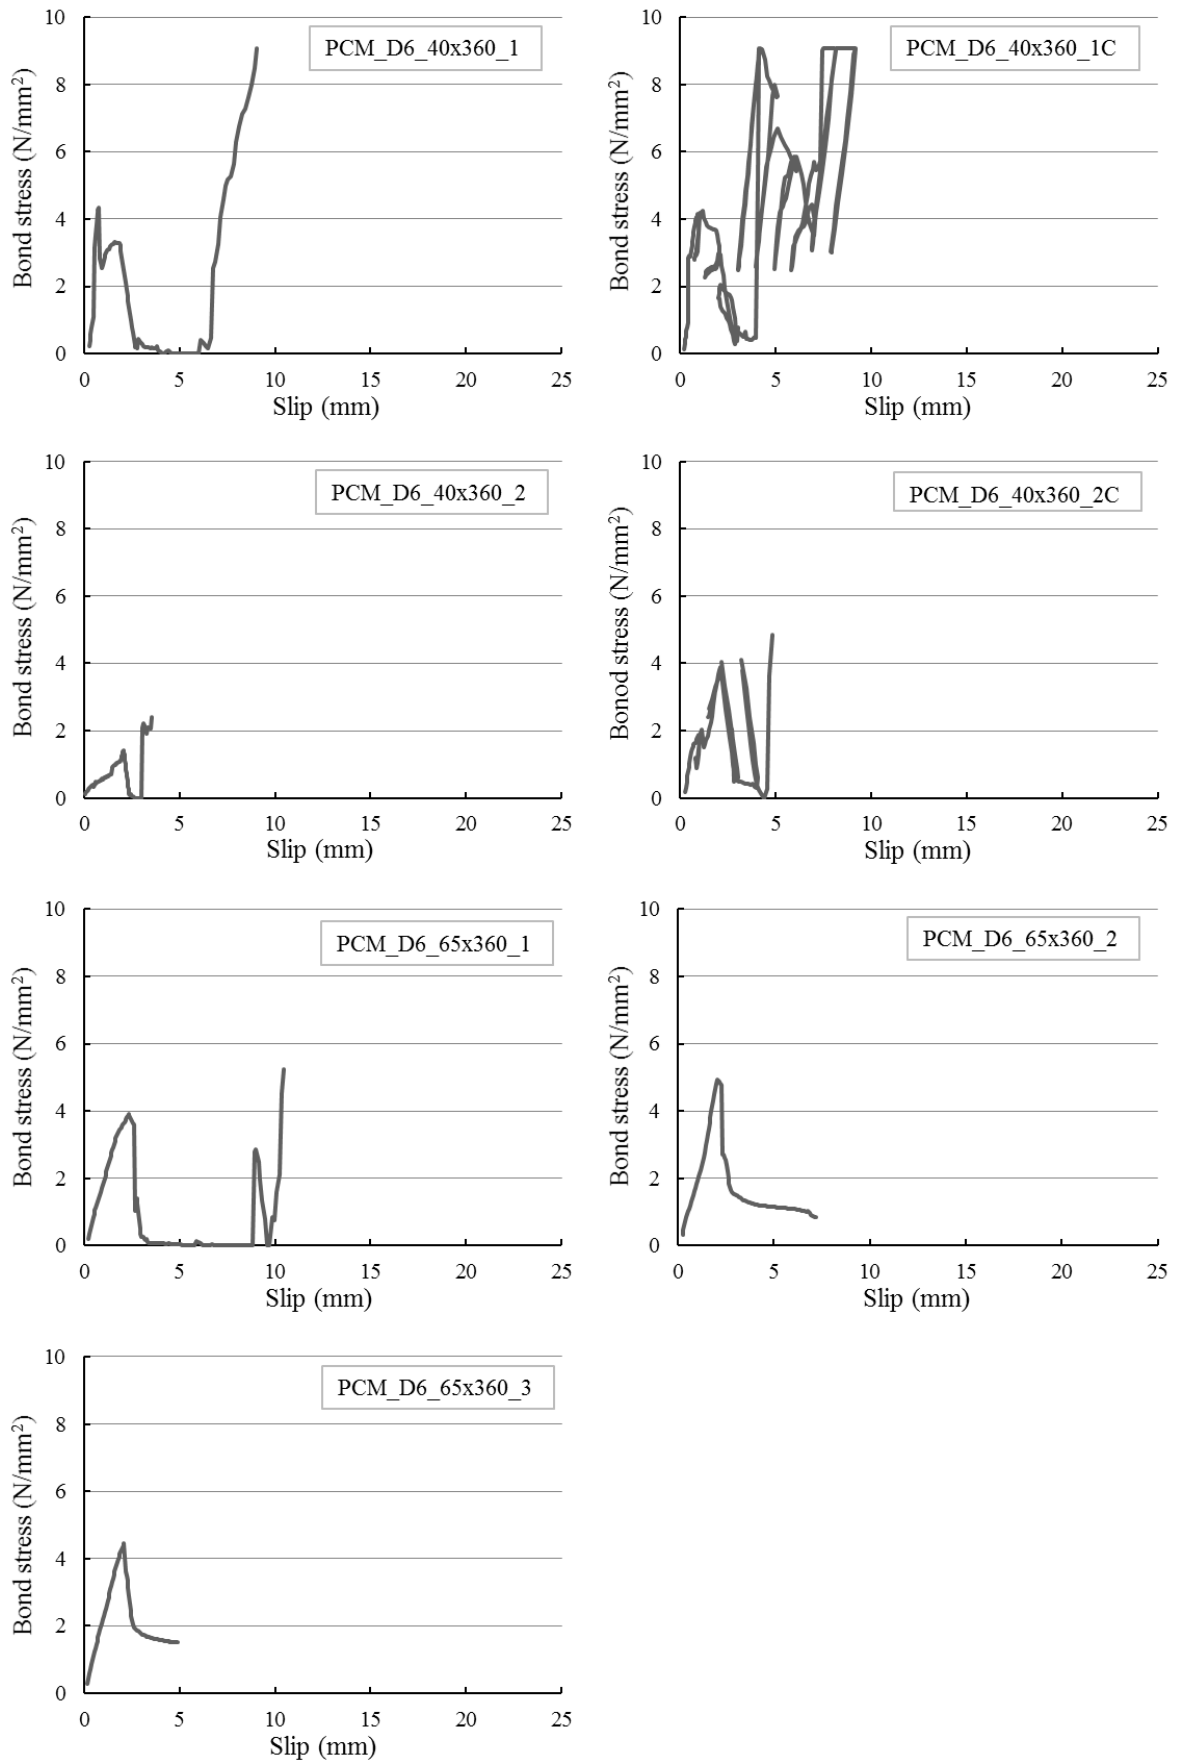 PCM_D6_40x360_1
Bond stress (N/mm²)
10
8
6
4
2
0
0 5 10 15 20 25
Slip (mm)
PCM_D6_40x360_1C
Bond stress (N/mm²)
10
8
6
4
2
0
0 5 10 15 20 25
Slip (mm)
PCM_D6_40x360_2
Bond stress (N/mm²)
10
8
6
4
2
0
0 5 10 15 20 25
Slip (mm)
PCM_D6_40x360_2C
Bonod stress (N/mm²)
10
8
6
4
2
0
0 5 10 15 20 25
Slip (mm)
PCM_D6_65x360_1
Bond stress (N/mm²)
10
8
6
4
2
0
0 5 10 15 20 25
Slip (mm)
PCM_D6_65x360_2
Bond stress (N/mm²)
10
8
6
4
2
0
0 5 10 15 20 25
Slip (mm)
PCM_D6_65x360_3
Bond stress (N/mm²)
10
8
6
4
2
0
0 5 10 15 20 25
Slip (mm)